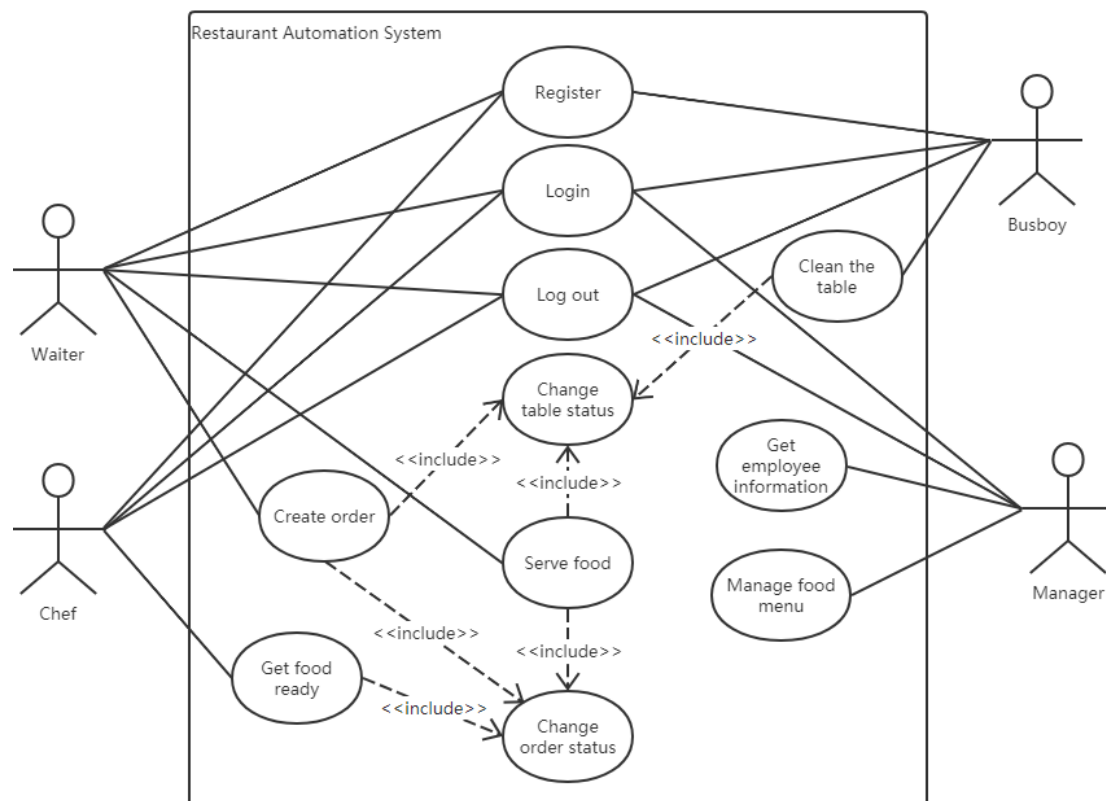 Restaurant Automation System
Register
Login
Busboy
Clean the
table
Log out
<<include>>
Waiter
Change
table status
Get
employee
information
<<include>>
<<include>>
Create order
Serve food
Manage food
menu
Manager
Chef
<<include>>
<<include>>
Get food
ready
<<include>>
Change
order status